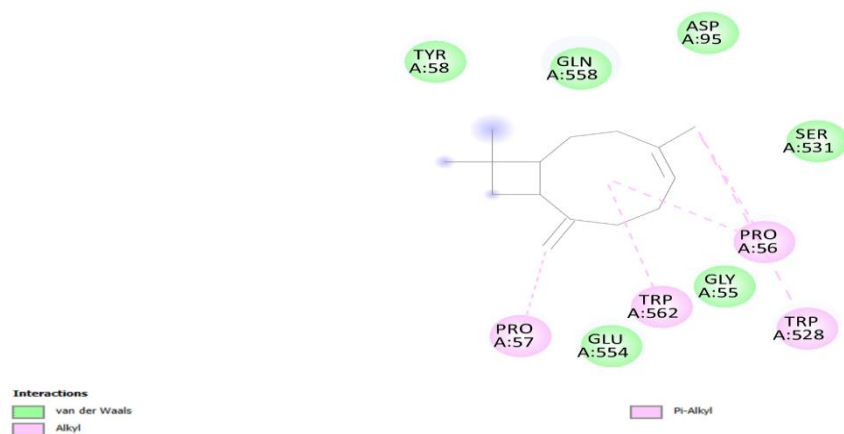 ASP
A:95
TYR
A:58
GLN
A:558
SER
A:531
PRO
A:56
GLY
A:55
TRP
A:562
TRP
A:528
PRO
A:57
GLU
A:554
Interactions
van der Waals
Alkyl
Pi-Alkyl